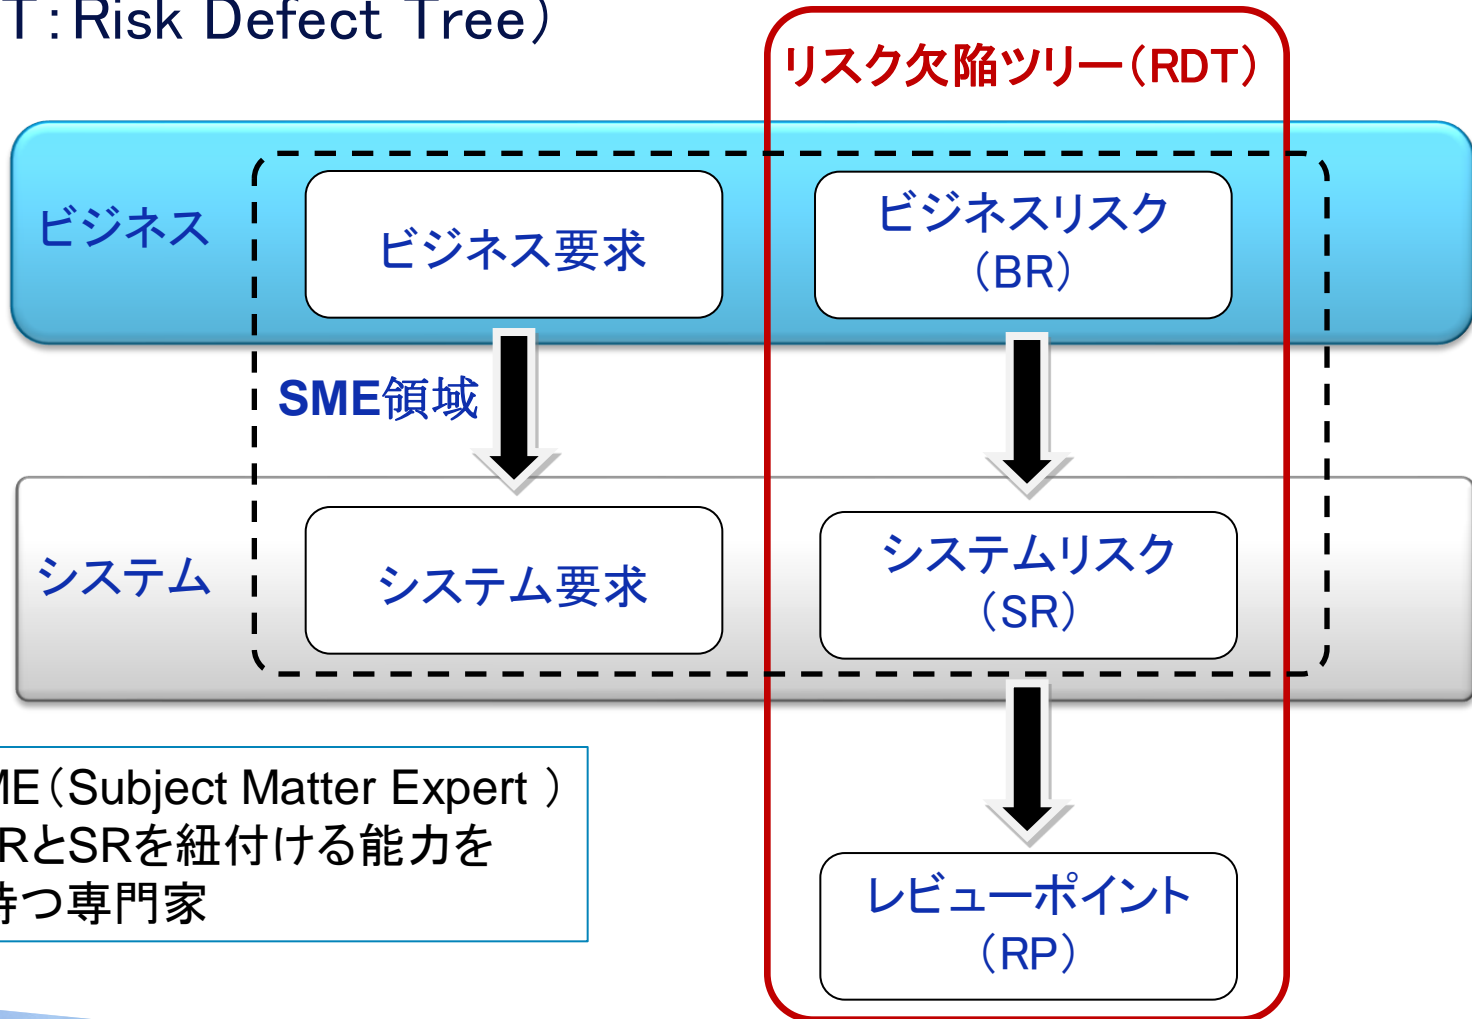 T：Risk Defect Tree）
リスク欠陥ツリー（RDT）
ビジネス
ビジネス要求
ビジネスリスク
（BR）
SME領域
システム
システム要求
システムリスク
（SR）
ME（Subject Matter Expert ）
RとSRを紐付ける能力を
持つ専門家
レビューポイント
（RP）